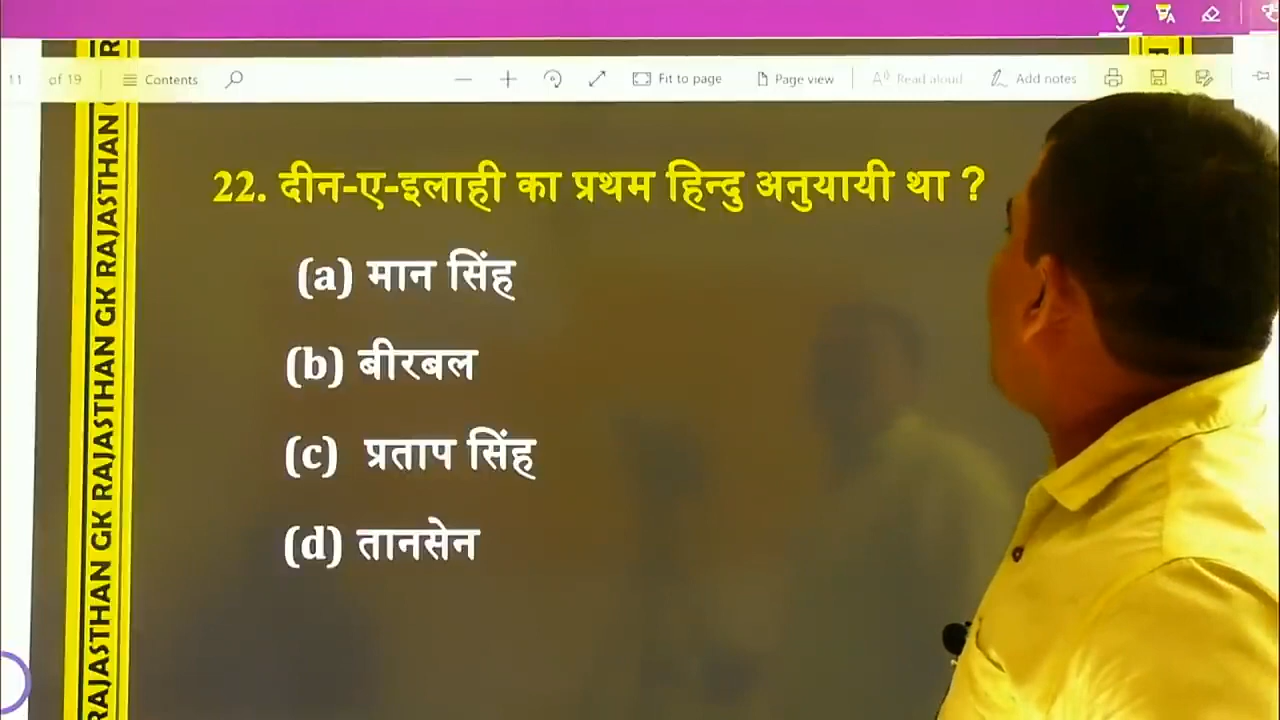 11 of 19 Contents Fit to page Page view Read aloud Add notes
22. दीन-ए-इलाही का प्रथम हिन्दु अनुयायी था ?
(a) मान सिंह
(b) बीरबल
(c) प्रताप सिंह
(d) तानसेन
RAJASTHAN GK RAJASTHAN GK RAJASTHAN G
R